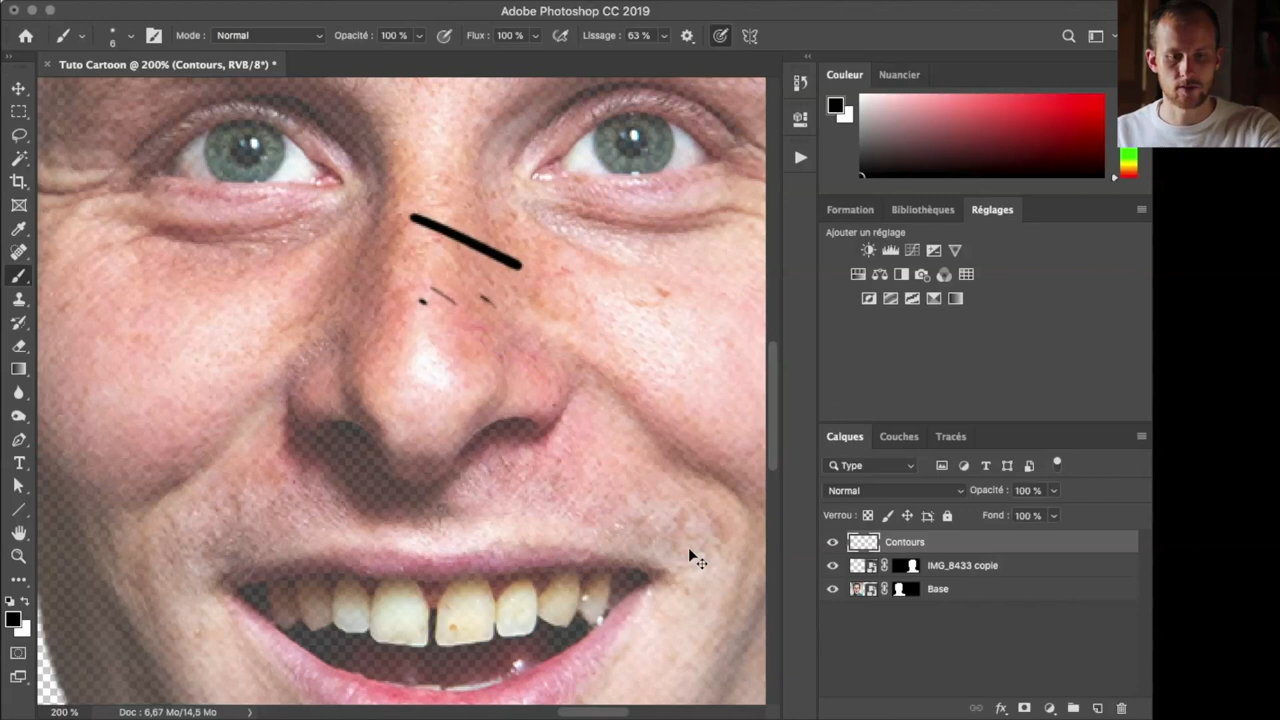 Adobe Photoshop CC 2019
6 Mode : Normal Opacité : 100 % Flux : 100 % Lissage : 63 %
Tuto Cartoon @ 200% (Contours, RVB/8*) *
Couleur Nuancier
Formation Bibliothèques Réglages
Ajouter un réglage
Calques Couches Tracés
Type
Normal Opacité : 100 %
Verrou : Fond : 100 %
Contours
IMG_8433 copie
Base
200 % Doc : 6,67 Mo/14,5 Mo